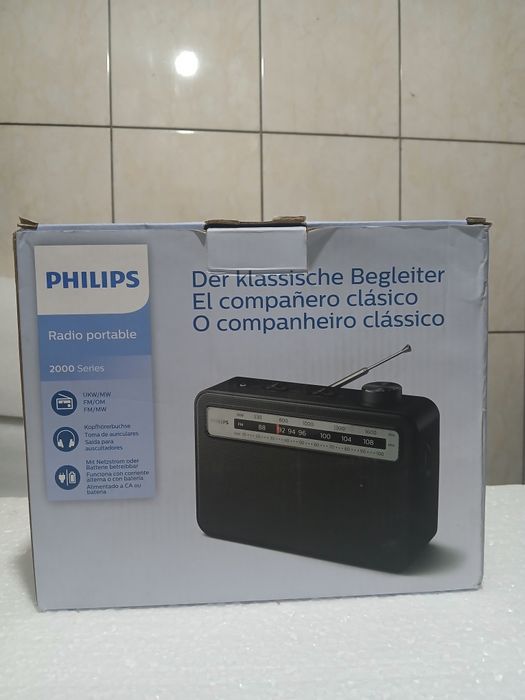 PHILIPS
Radio portable
2000 Series
UKW/MW
FM/OM
FM/MW
Kopfhörerbuchse
Toma de auriculares
Saída para
auscultadores
Mit Netzstrom oder
Batterie betreibbar
Funciona con corriente
alterna o con batería
Alimentado a CA ou
bateria
Der klassische Begleiter
El compañero clásico
O companheiro clássico
PHILIPS
FM 88 92 94 96 100 104 108